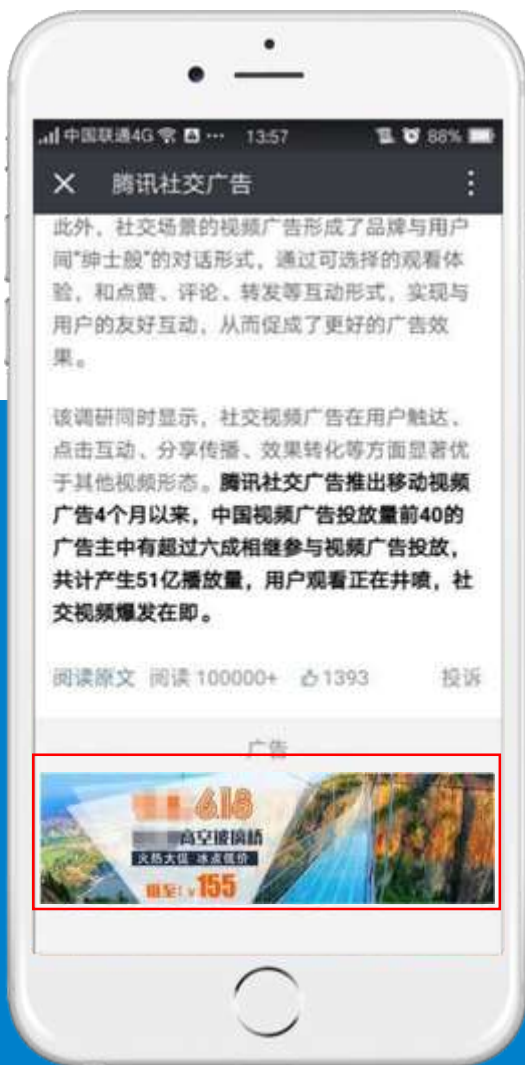 中国联通4G ... 13:57 88%
× 腾讯社交广告
此外，社交场景的视频广告形成了品牌与用户
间“绅士般”的对话形式，通过可选择的观看体
验，和点赞、评论、转发等互动形式，实现与
用户的友好互动，从而促成了更好的广告效
果。
该调研同时显示，社交视频广告在用户触达、
点击互动、分享传播、效果转化等方面显著优
于其他视频形态。腾讯社交广告推出移动视频
广告4个月以来，中国视频广告投放量前40的
广告主中有超过六成相继参与视频广告投放，
共计产生51亿播放量，用户观看正在井喷，社
交视频爆发在即。
阅读原文 阅读 100000+ 1393 投诉
广告
618
高空玻璃桥
火热大促 冰点低价
低至:¥155